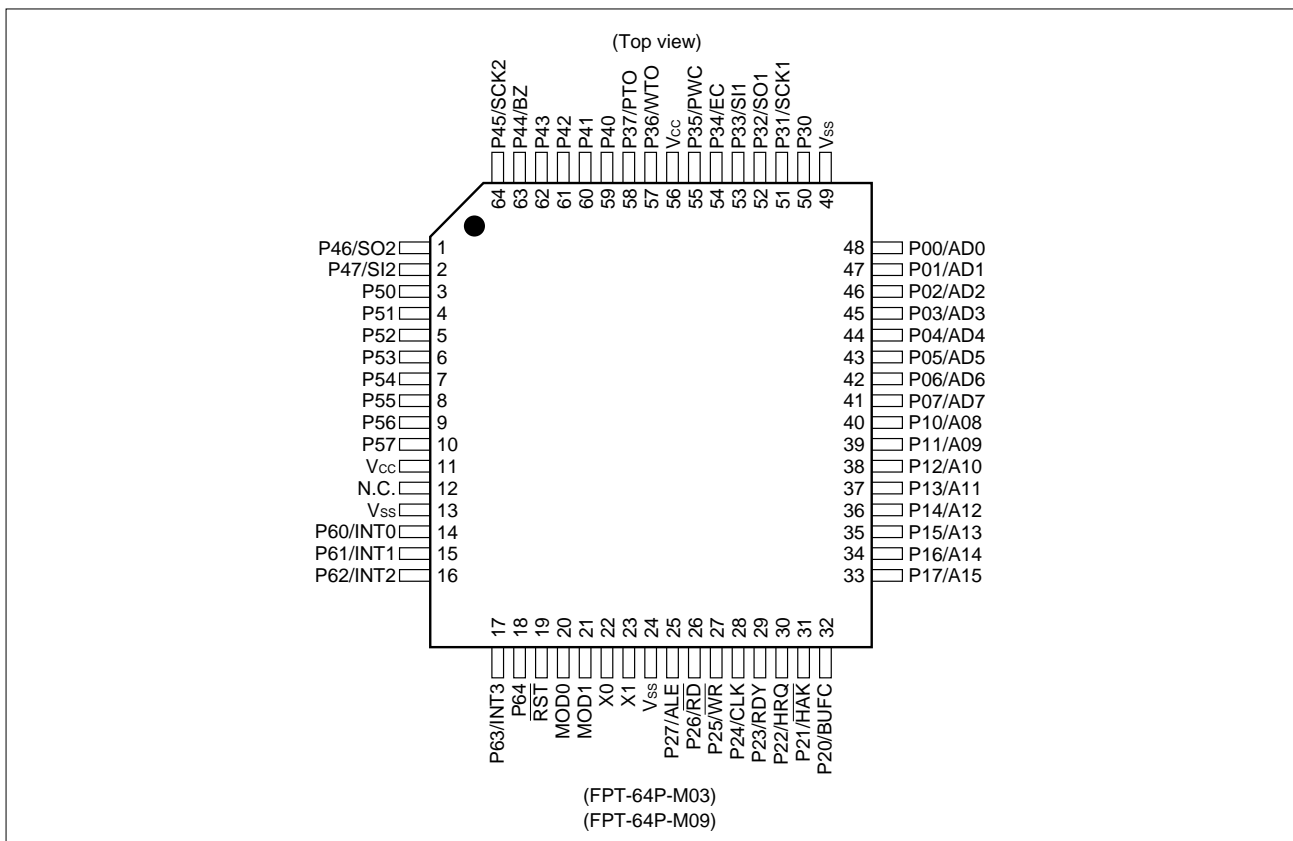 (Top view)
P45/SCK2
P44/BZ
P43
P42
P41
P40
P37/PTO
P36/WTO
Vcc
P35/PWC
P34/EC
P33/SI1
P32/SO1
P31/SCK1
P30
Vss
64
63
62
61
60
59
58
57
56
55
54
53
52
51
50
49
P46/SO2 1
P47/SI2 2
P50 3
P51 4
P52 5
P53 6
P54 7
P55 8
P56 9
P57 10
Vcc 11
N.C. 12
Vss 13
P60/INT0 14
P61/INT1 15
P62/INT2 16
48 P00/AD0
47 P01/AD1
46 P02/AD2
45 P03/AD3
44 P04/AD4
43 P05/AD5
42 P06/AD6
41 P07/AD7
40 P10/A08
39 P11/A09
38 P12/A10
37 P13/A11
36 P14/A12
35 P15/A13
34 P16/A14
33 P17/A15
17
18
19
20
21
22
23
24
25
26
27
28
29
30
31
32
P63/INT3
P64
R̅S̅T̅
MOD0
MOD1
X0
X1
Vss
P27/ALE
P26/R̅D̅
P25/W̅R̅
P24/CLK
P23/RDY
P22/HRQ
P21/H̅A̅K̅
P20/BUFC
(FPT-64P-M03)
(FPT-64P-M09)